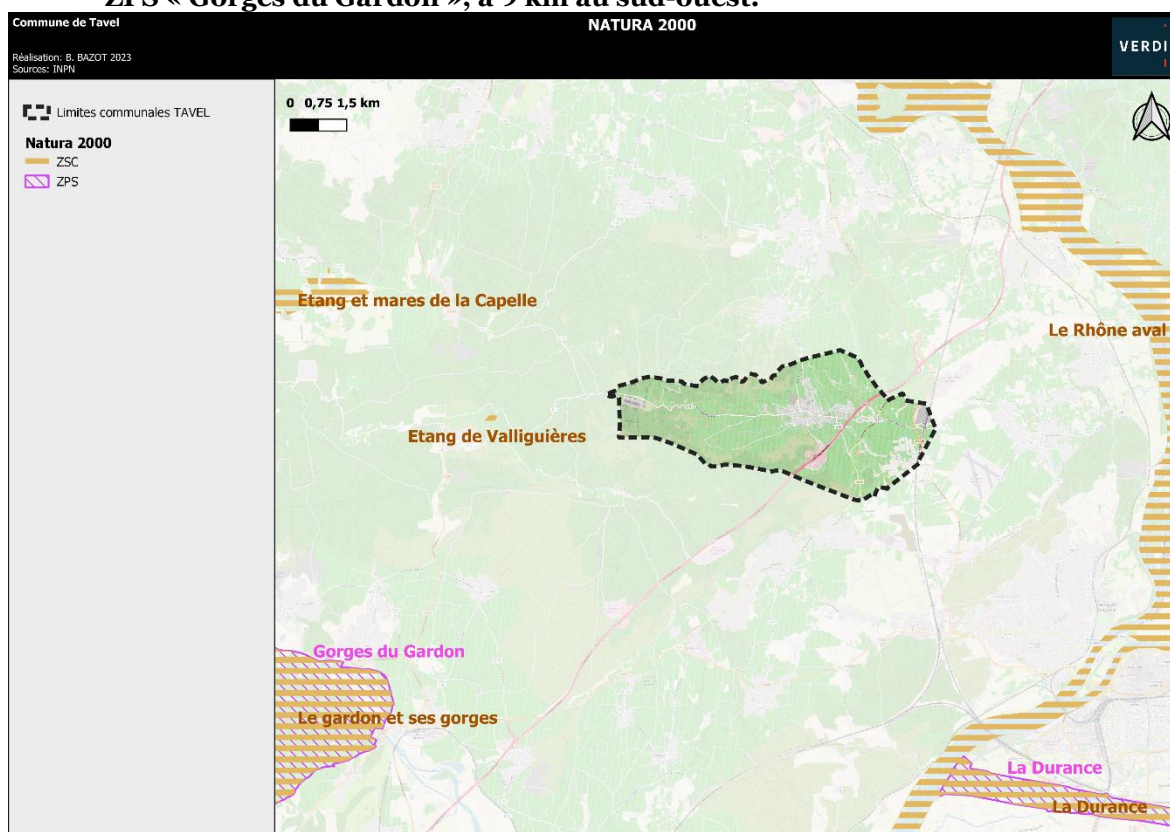 ZPS « Gorges du Gardon », à 9 km au sud-ouest.
Commune de Tavel
NATURA 2000
VERDI
Réalisation: B. BAZOT 2023
Sources: INPN
Limites communales TAVEL
Natura 2000
ZSC
ZPS
0 0,75 1,5 km
Etang et mares de la Capelle
Le Rhône aval
Etang de Valliguières
Gorges du Gardon
Le gardon et ses gorges
La Durance
La Durance